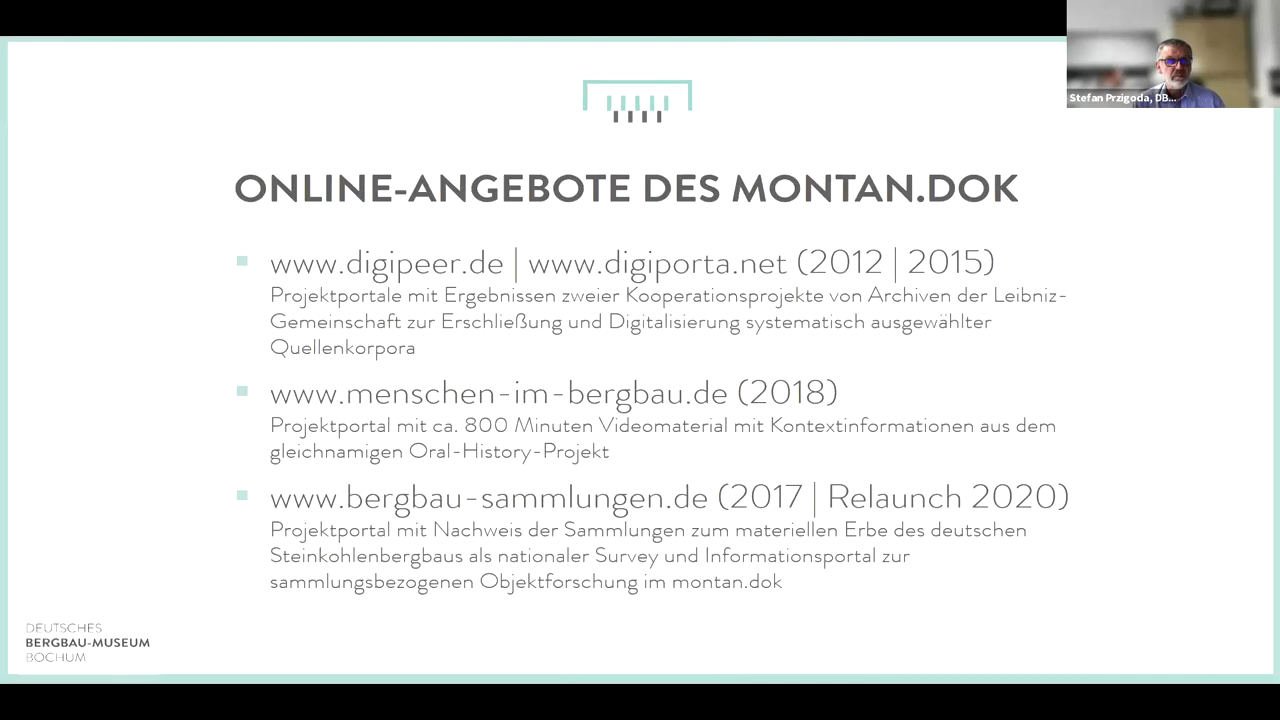 Stefan Przigoda, DB...
ONLINE-ANGEBOTE DES MONTAN.DOK
www.digipeer.de | www.digiporta.net (2012 | 2015)
Projektportale mit Ergebnissen zweier Kooperationsprojekte von Archiven der Leibniz-
Gemeinschaft zur Erschließung und Digitalisierung systematisch ausgewählter
Quellenkorpora
www.menschen-im-bergbau.de (2018)
Projektportal mit ca. 800 Minuten Videomaterial mit Kontextinformationen aus dem
gleichnamigen Oral-History-Projekt
www.bergbau-sammlungen.de (2017 | Relaunch 2020)
Projektportal mit Nachweis der Sammlungen zum materiellen Erbe des deutschen
Steinkohlenbergbaus als nationaler Survey und Informationsportal zur
sammlungsbezogenen Objektforschung im montan.dok
DEUTSCHES
BERGBAU-MUSEUM
BOCHUM